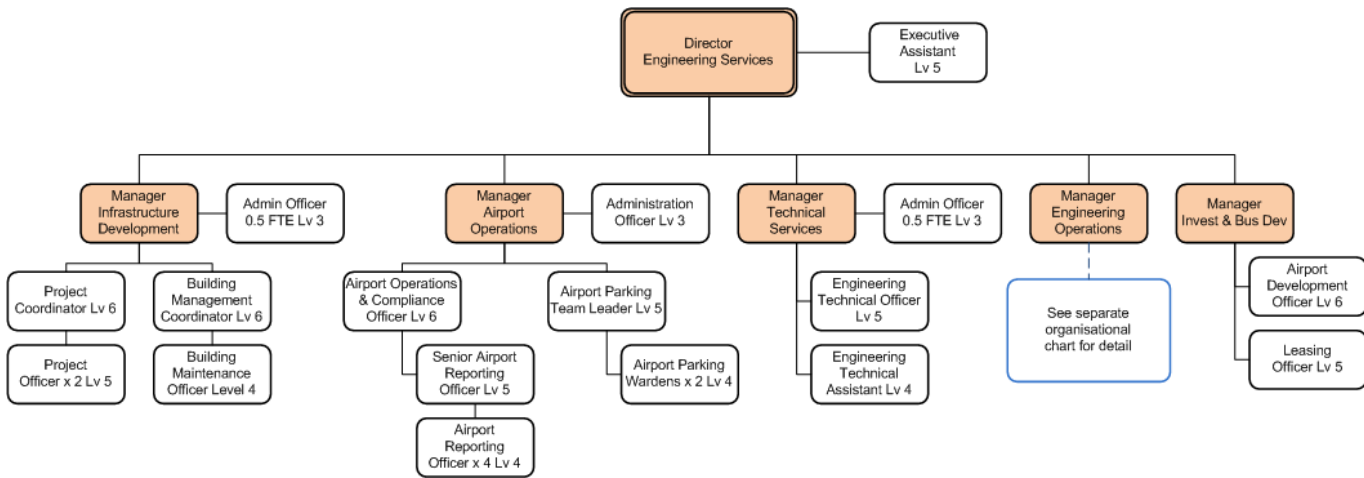 Director
Engineering Services
Executive
Assistant
Lv 5
Manager
Infrastructure
Development
Admin Officer
0.5 FTE Lv 3
Manager
Airport
Operations
Administration
Officer Lv 3
Manager
Technical
Services
Admin Officer
0.5 FTE Lv 3
Manager
Engineering
Operations
Manager
Invest & Bus Dev
Project
Coordinator Lv 6
Building
Management
Coordinator Lv 6
Airport Operations
& Compliance
Officer Lv 6
Airport Parking
Team Leader Lv 5
Engineering
Technical Officer
Lv 5
See separate
organisational
chart for detail
Airport
Development
Officer Lv 6
Project
Officer x 2 Lv 5
Building
Maintenance
Officer Level 4
Senior Airport
Reporting
Officer Lv 5
Airport Parking
Wardens x 2 Lv 4
Engineering
Technical
Assistant Lv 4
Leasing
Officer Lv 5
Airport
Reporting
Officer x 4 Lv 4